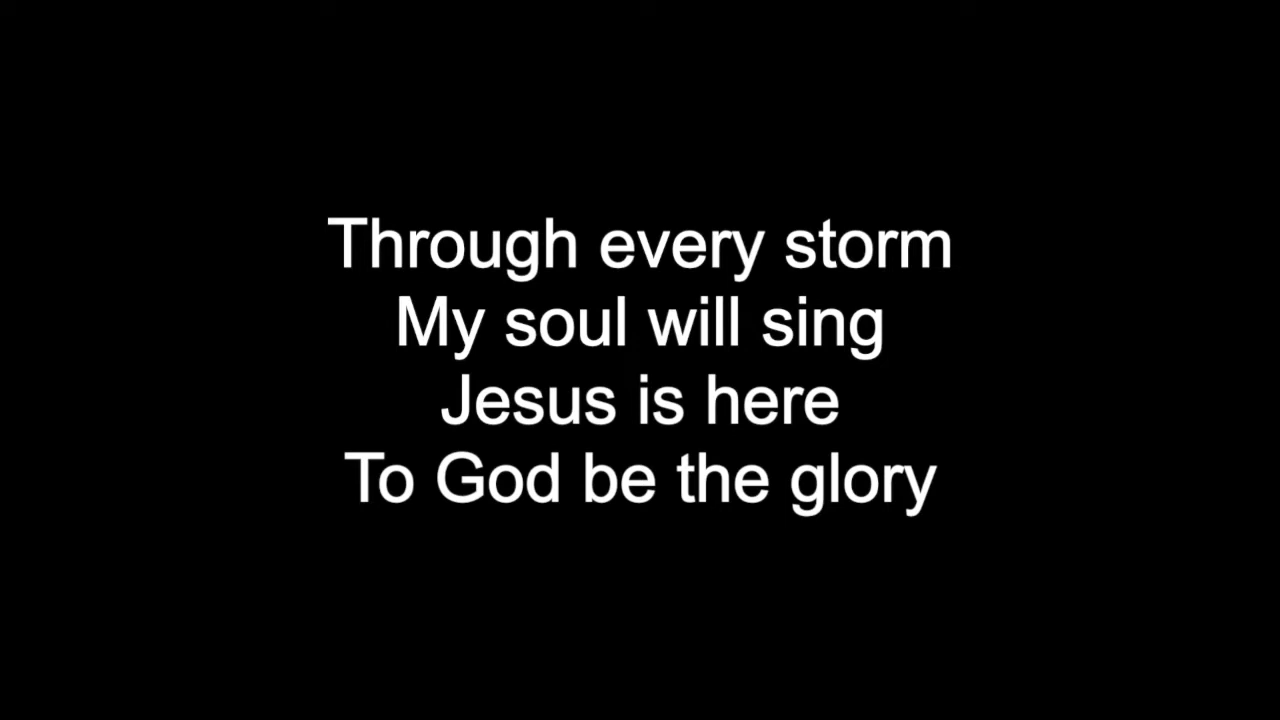 Through every storm
My soul will sing
Jesus is here
To God be the glory